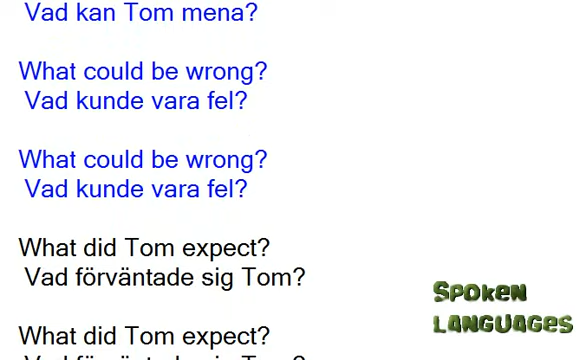 Vad kan Tom mena?
What could be wrong?
Vad kunde vara fel?
What could be wrong?
Vad kunde vara fel?
What did Tom expect?
Vad förväntade sig Tom?
What did Tom expect?
Spoken
Languages